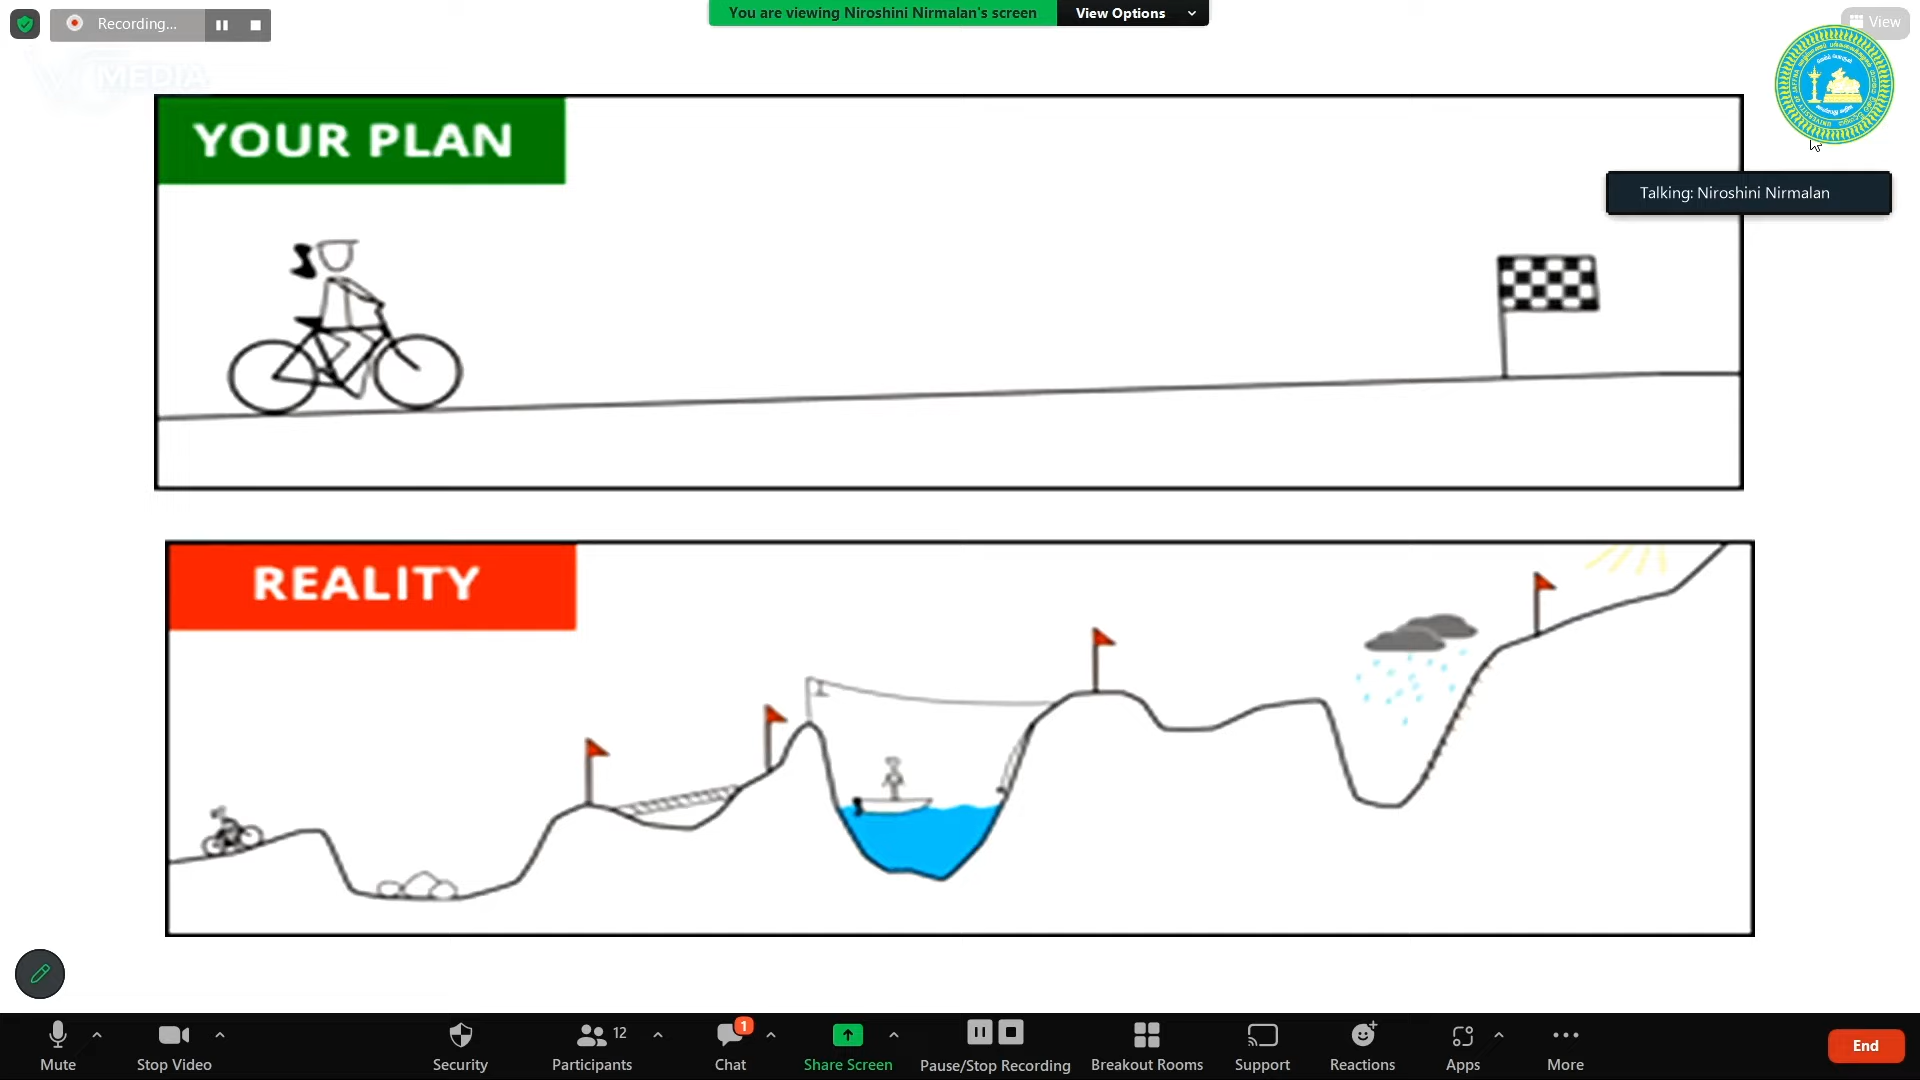 Recording...
You are viewing Niroshini Nirmalan's screen
View Options
View
MEDIA
YOUR PLAN
Talking: Niroshini Nirmalan
REALITY
12
1
Mute
Stop Video
Security
Participants
Chat
Share Screen
Pause/Stop Recording
Breakout Rooms
Support
Reactions
Apps
More
End